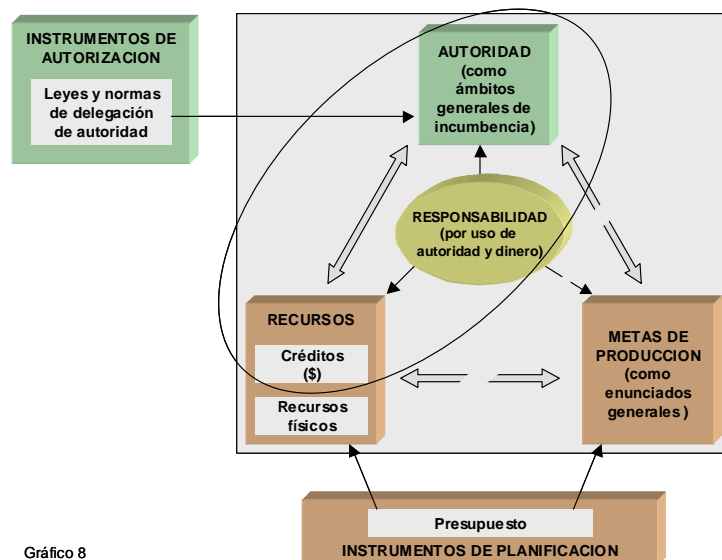 INSTRUMENTOS DE
AUTORIZACION
Leyes y normas
de delegación
de autoridad
AUTORIDAD
(como
ámbitos
generales de
incumbencia)
RESPONSABILIDAD
(por uso de
autoridad y dinero)
RECURSOS
Créditos
($)
Recursos
físicos
METAS DE
PRODUCCION
(como
enunciados
generales )
Presupuesto
INSTRUMENTOS DE PLANIFICACION
Gráfico 8